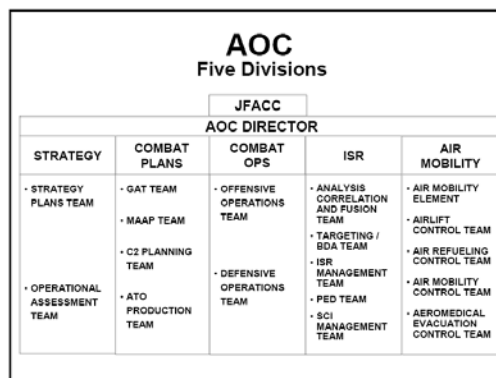 AOC
Five Divisions
JFACC
AOC DIRECTOR
STRATEGY
COMBAT
PLANS
COMBAT
OPS
ISR
AIR
MOBILITY
• STRATEGY
PLANS TEAM
• OPERATIONAL
ASSESSMENT
TEAM
• GAT TEAM
• MAAP TEAM
• C2 PLANNING
TEAM
• ATO
PRODUCTION
TEAM
• OFFENSIVE
OPERATIONS
TEAM
• DEFENSIVE
OPERATIONS
TEAM
• ANALYSIS
CORRELATION
AND FUSION
TEAM
• TARGETING /
BDA TEAM
• ISR
MANAGEMENT
TEAM
• PED TEAM
• SCI
MANAGEMENT
TEAM
• AIR MOBILITY
ELEMENT
• AIRLIFT
CONTROL TEAM
• AIR REFUELING
CONTROL TEAM
• AIR MOBILITY
CONTROL TEAM
• AEROMEDICAL
EVACUATION
CONTROL TEAM